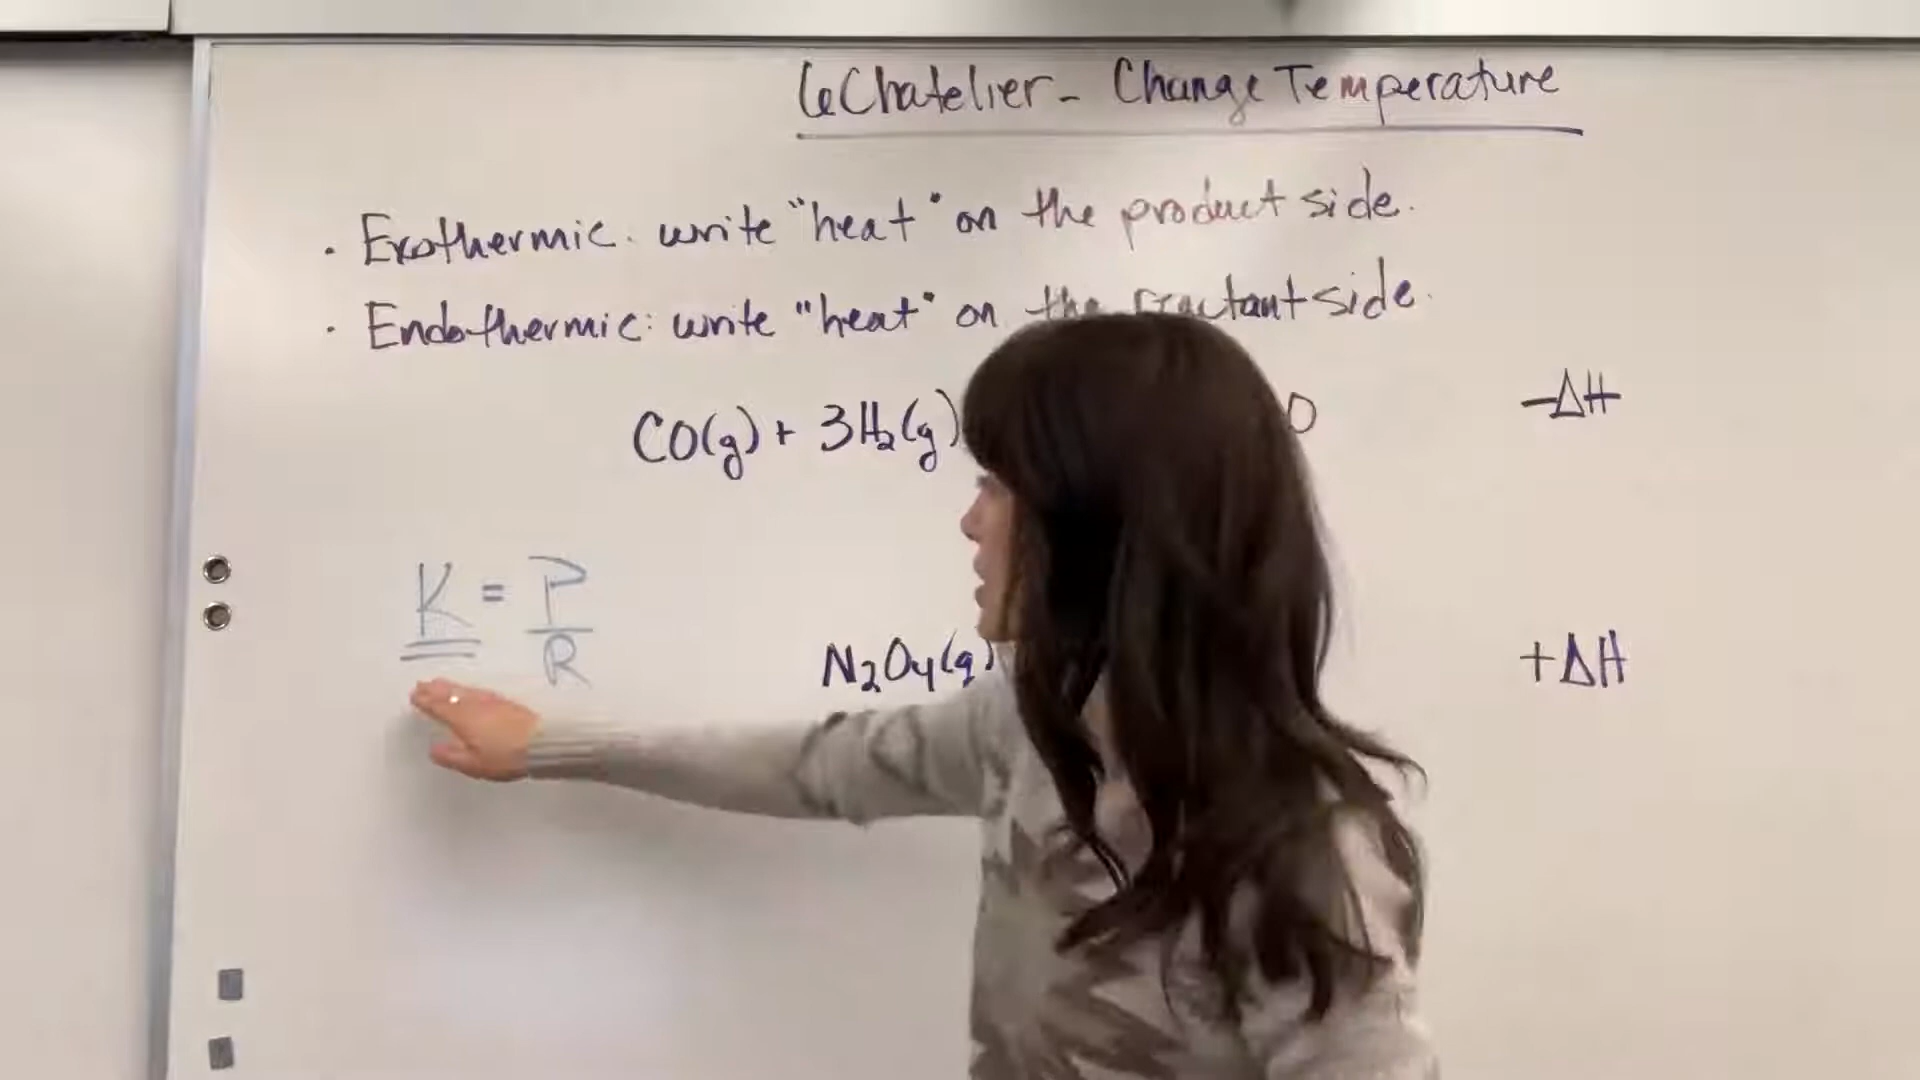 LeChatelier - Change Temperature
· Exothermic: write "heat" on the product side.
· Endothermic: write "heat" on the reactant side.
CO(g) + 3H₂(g) O -ΔH
K = P/R
N₂O₄(g) +ΔH